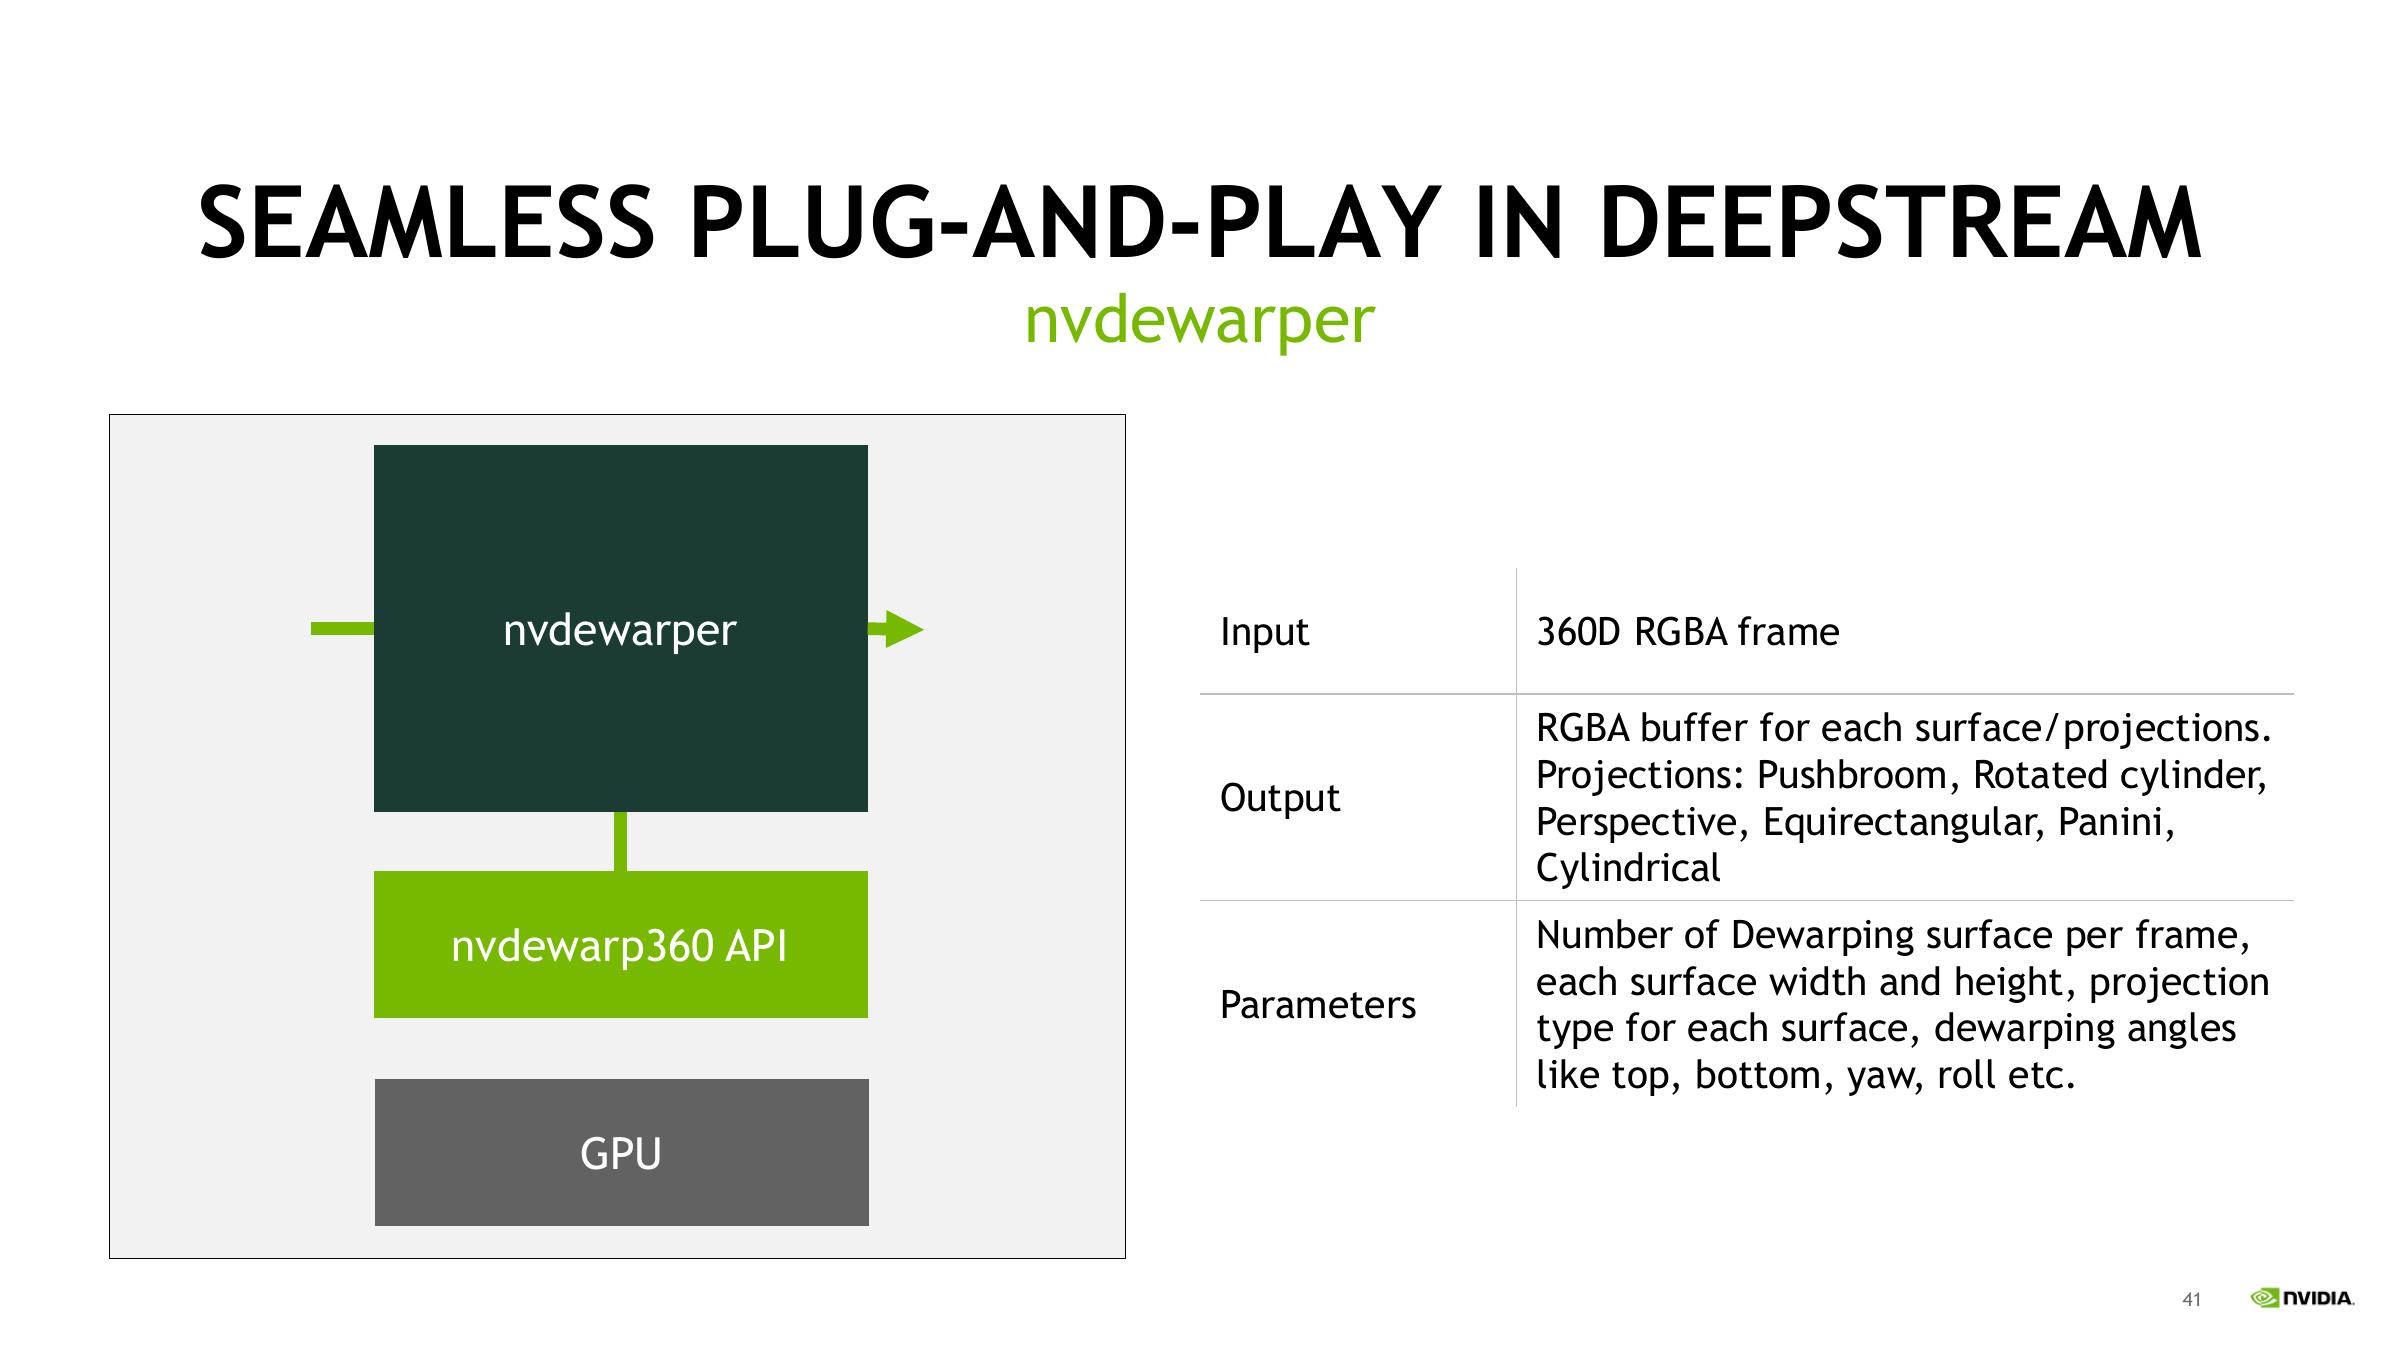 SEAMLESS PLUG-AND-PLAY IN DEEPSTREAM
nvdewarper
nvdewarper
nvdewarp360 API
GPU
Input
360D RGBA frame
Output
RGBA buffer for each surface/projections.
Projections: Pushbroom, Rotated cylinder,
Perspective, Equirectangular, Panini,
Cylindrical
Parameters
Number of Dewarping surface per frame,
each surface width and height, projection
type for each surface, dewarping angles
like top, bottom, yaw, roll etc.
41
NVIDIA.